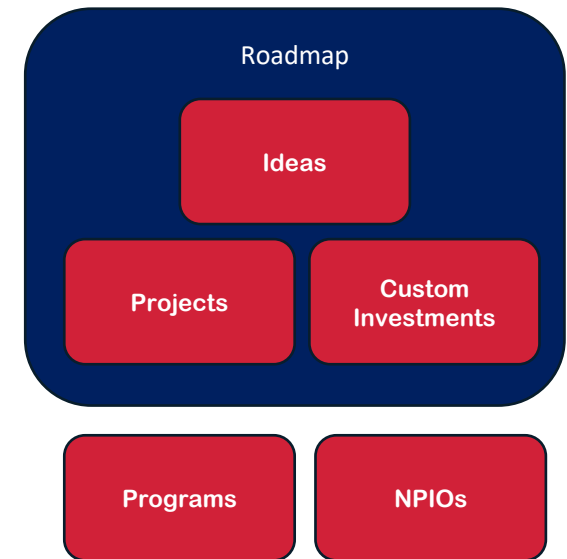 Roadmap
Ideas
Projects
Custom
Investments
Programs
NPIOs